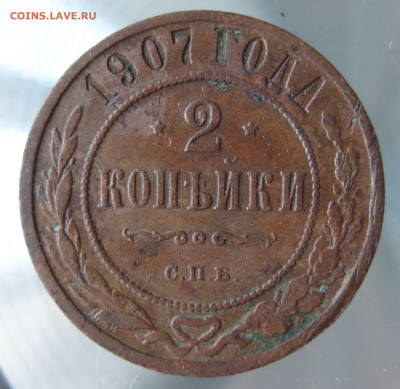 COINS.LAVE.RU
1907 ГОДА
2
КОПѢЙКИ
С.П.Б.